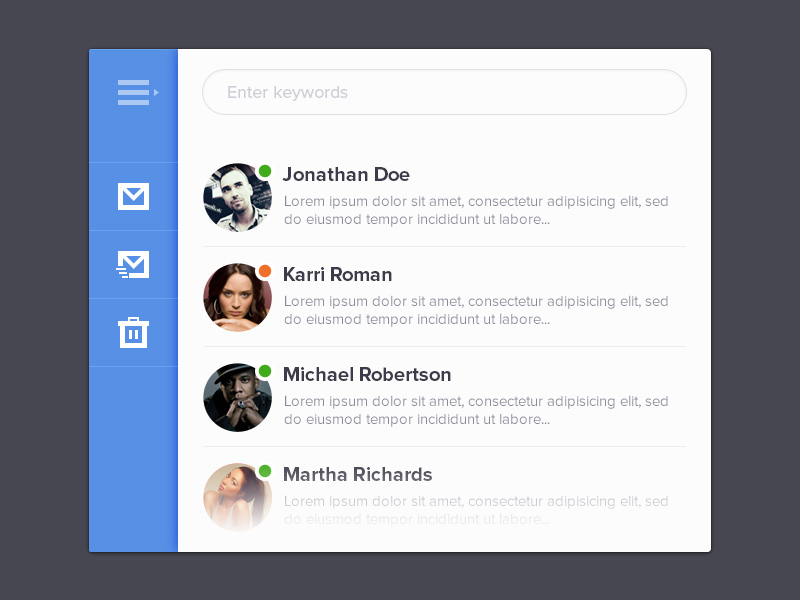 Enter keywords
Jonathan Doe
Lorem ipsum dolor sit amet, consectetur adipisicing elit, sed
do eiusmod tempor incididunt ut labore...
Karri Roman
Lorem ipsum dolor sit amet, consectetur adipisicing elit, sed
do eiusmod tempor incididunt ut labore...
Michael Robertson
Lorem ipsum dolor sit amet, consectetur adipisicing elit, sed
do eiusmod tempor incididunt ut labore...
Martha Richards
Lorem ipsum dolor sit amet, consectetur adipisicing elit, sed
do eiusmod tempor incididunt ut labore...